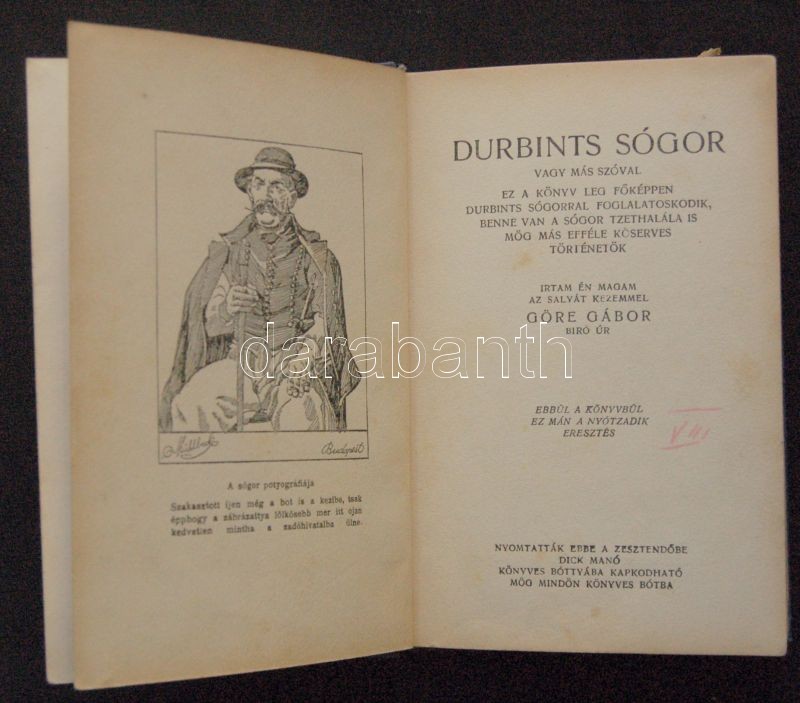 Budapest
A sógor potyográfiája
Szakasztott ijen még a bot is a kezibe, tsak
épphogy a zábrázattya lölkösebb mer itt ojan
kedvetlen mintha a zadóhivatalba ülne.
DURBINTS SÓGOR
VAGY MÁS SZÓVAL
EZ A KÖNYV LEG FŐKÉPPEN
DURBINTS SÓGORRAL FOGLALATOSKODIK,
BENNE VAN A SÓGOR TZETHALÁLA IS
MÖG MÁS EFFÉLE KÖSERVES
TÖRTÉNETÖK
IRTAM ÉN MAGAM
AZ SALYÁT KEZEMMEL
GÖRE GÁBOR
BIRÓ ÚR
EBBÜL A KÖNYVBÜL
EZ MÁN A NYÓTZADIK
ERESZTÉS
NYOMTATTÁK EBBE A ZESZTENDŐBE
DICK MANÓ
KÖNYVES BÓTTYÁBA KAPKODHATÓ
MÖG MINDÖN KÖNYVES BÓTBA
darabanth